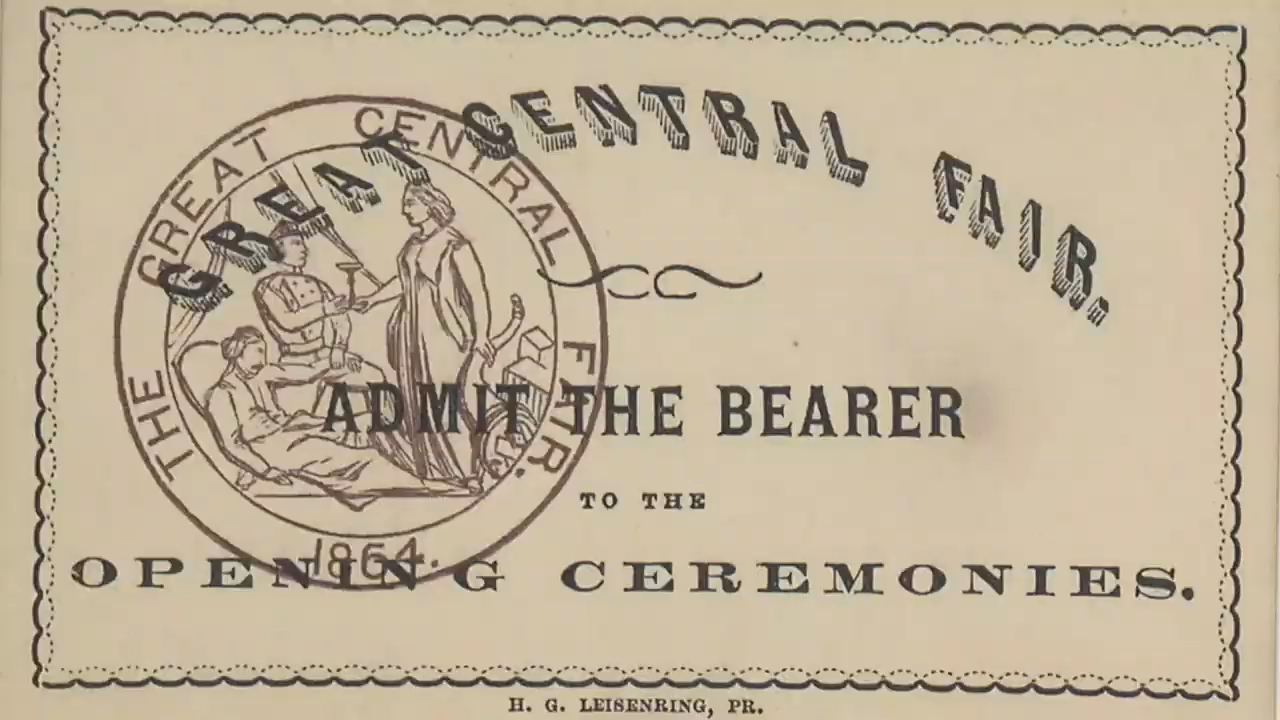 GREAT CENTRAL FAIR.
THE GREAT CENTRAL FAIR.
1864.
ADMIT THE BEARER
TO THE
OPENING CEREMONIES.
H. G. LEISENRING, PR.